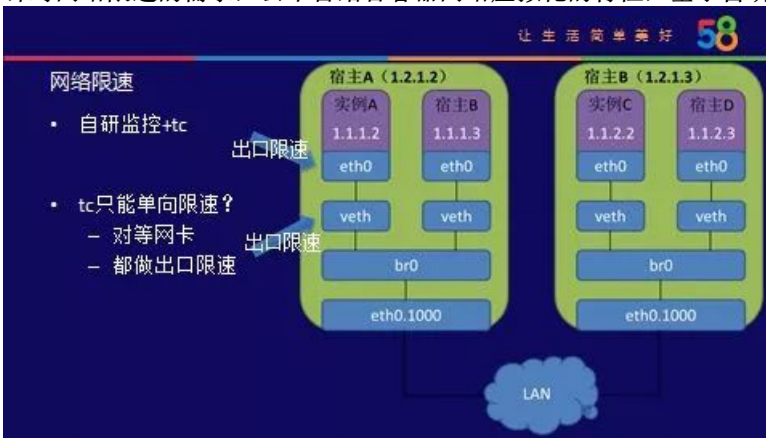 让生活简单美好 58
网络限速
• 自研监控+tc
• tc只能单向限速?
– 对等网卡
– 都做出口限速
出口限速
出口限速
宿主A（1.2.1.2）
实例A
1.1.1.2
eth0
veth
宿主B
1.1.1.3
eth0
veth
br0
eth0.1000
宿主B（1.2.1.3）
实例C
1.1.2.2
eth0
veth
宿主D
1.1.2.3
eth0
veth
br0
eth0.1000
LAN